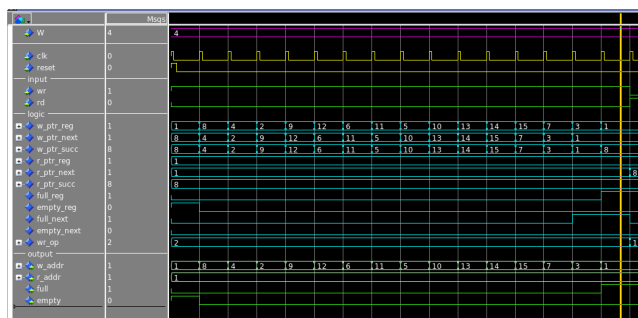 Msgs
W 4 4
clk 0
reset 0
input
wr 1
rd 0
logic
w_ptr_reg 1 1 8 4 2 9 12 6 11 5 10 13 14 15 7 3 1
w_ptr_next 1 8 4 2 9 12 6 11 5 10 13 14 15 7 3 1
w_ptr_succ 8 8 4 2 9 12 6 11 5 10 13 14 15 7 3 1 8
r_ptr_reg 1 1
r_ptr_next 1 1 8
r_ptr_succ 8 8
full_reg 1
empty_reg 0
full_next 1
empty_next 0
wr_op 2 2 1
output
w_addr 1 1 8 4 2 9 12 6 11 5 10 13 14 15 7 3 1
r_addr 1 1
full 1
empty 0